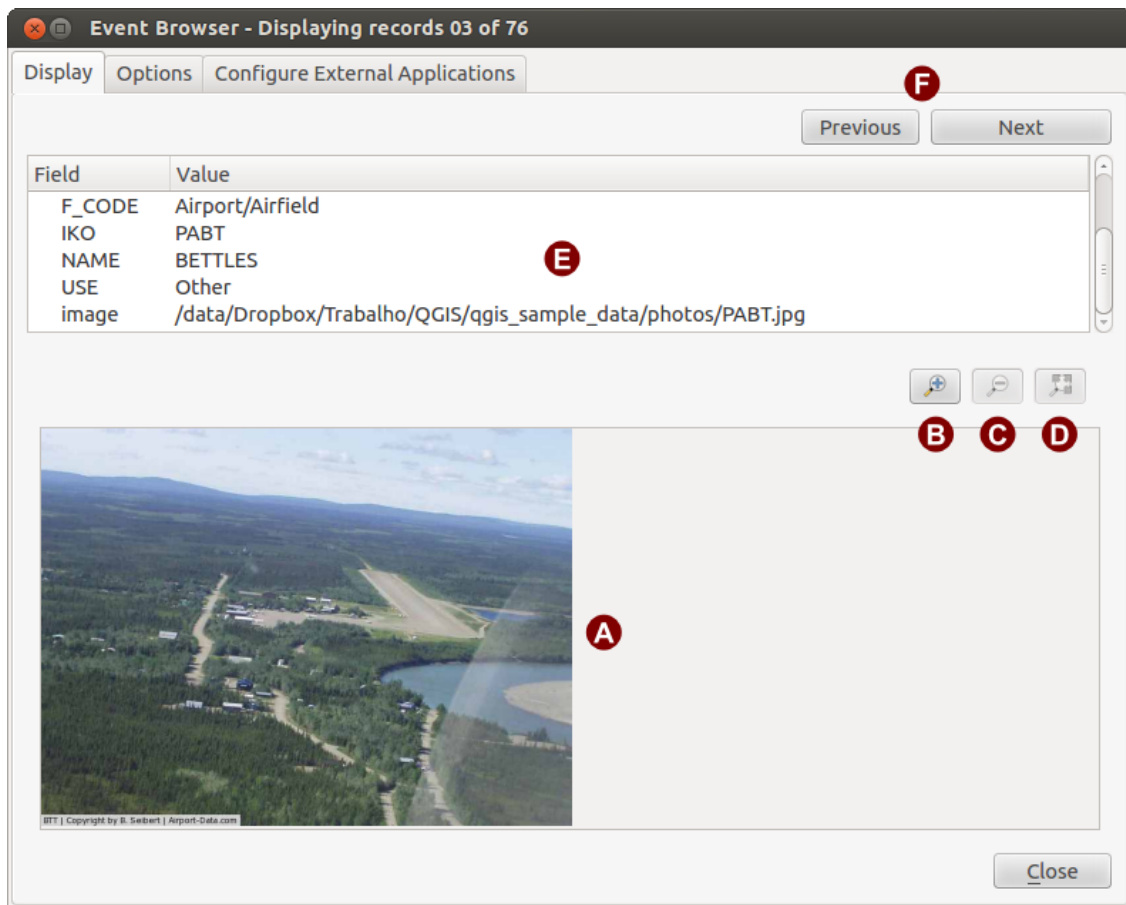 Event Browser - Displaying records 03 of 76
Display Options Configure External Applications
F
Previous Next
Field Value
F_CODE Airport/Airfield
IKO PABT
NAME BETTLES
USE Other
image /data/Dropbox/Trabalho/QGIS/qgis_sample_data/photos/PABT.jpg
E
B C D
A
BTT | Copyright by B. Seibert | Airport-Data.com
Close